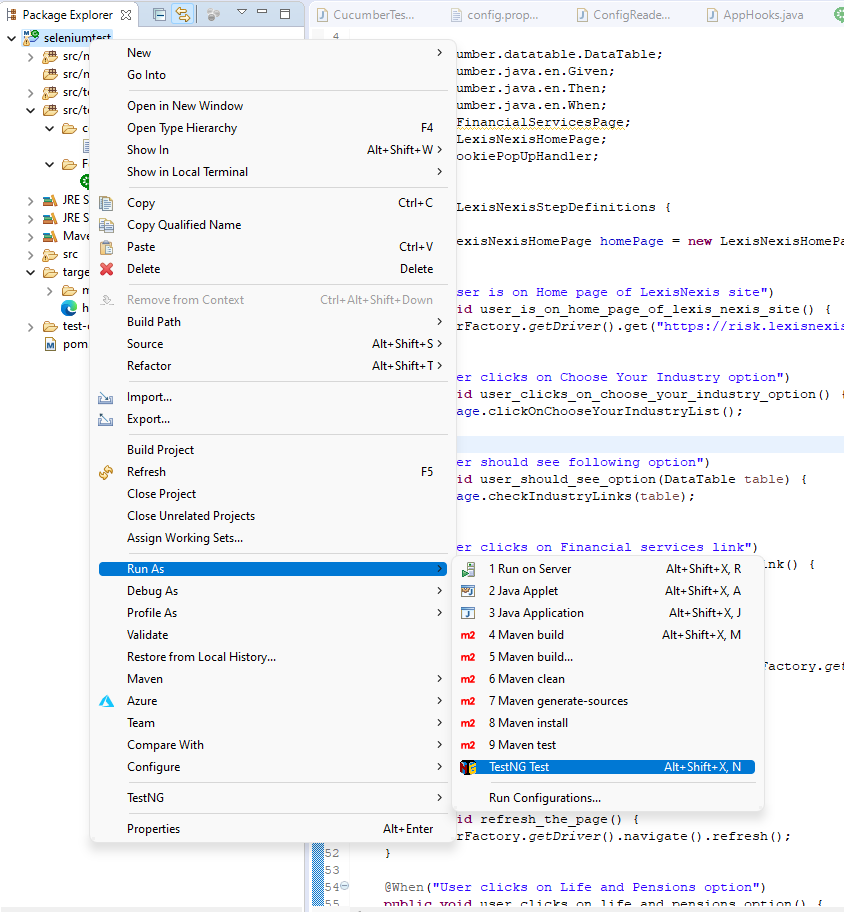 Package Explorer
CucumberTes...
config.prop...
ConfigReade...
AppHooks.java
seleniumtest
src/
src/
src/t
src/t
JRE S
JRE S
Mave
src
targe
test-
pom
New
Go Into
Open in New Window
Open Type Hierarchy F4
Show In Alt+Shift+W
Show in Local Terminal
Copy Ctrl+C
Copy Qualified Name
Paste Ctrl+V
Delete Delete
Remove from Context Ctrl+Alt+Shift+Down
Build Path
Source Alt+Shift+S
Refactor Alt+Shift+T
Import...
Export...
Build Project
Refresh F5
Close Project
Close Unrelated Projects
Assign Working Sets...
Run As
Debug As
Profile As
Validate
Restore from Local History...
Maven
Azure
Team
Compare With
Configure
TestNG
Properties Alt+Enter
1 Run on Server Alt+Shift+X, R
2 Java Applet Alt+Shift+X, A
3 Java Application Alt+Shift+X, J
4 Maven build Alt+Shift+X, M
5 Maven build...
6 Maven clean
7 Maven generate-sources
8 Maven install
9 Maven test
TestNG Test Alt+Shift+X, N
Run Configurations...
4
umber.datatable.DataTable;
umber.java.en.Given;
umber.java.en.Then;
umber.java.en.When;
FinancialServicesPage;
LexisNexisHomePage;
ookiePopUpHandler;
LexisNexisStepDefinitions {
exisNexisHomePage homePage = new LexisNexisHomePa
ser is on Home page of LexisNexis site")
id user_is_on_home_page_of_lexis_nexis_site() {
rFactory.getDriver().get("https://risk.lexisnexis
er clicks on Choose Your Industry option")
id user_clicks_on_choose_your_industry_option() {
age.clickOnChooseYourIndustryList();
er should see following option")
id user_should_see_option(DataTable table) {
age.checkIndustryLinks(table);
er clicks on Financial services link")
ink() {
Factory.get
id refresh_the_page() {
rFactory.getDriver().navigate().refresh();
52 }
53
54 @When("User clicks on Life and Pensions option")
55 public void user_clicks_on_life_and_pensions_option() {